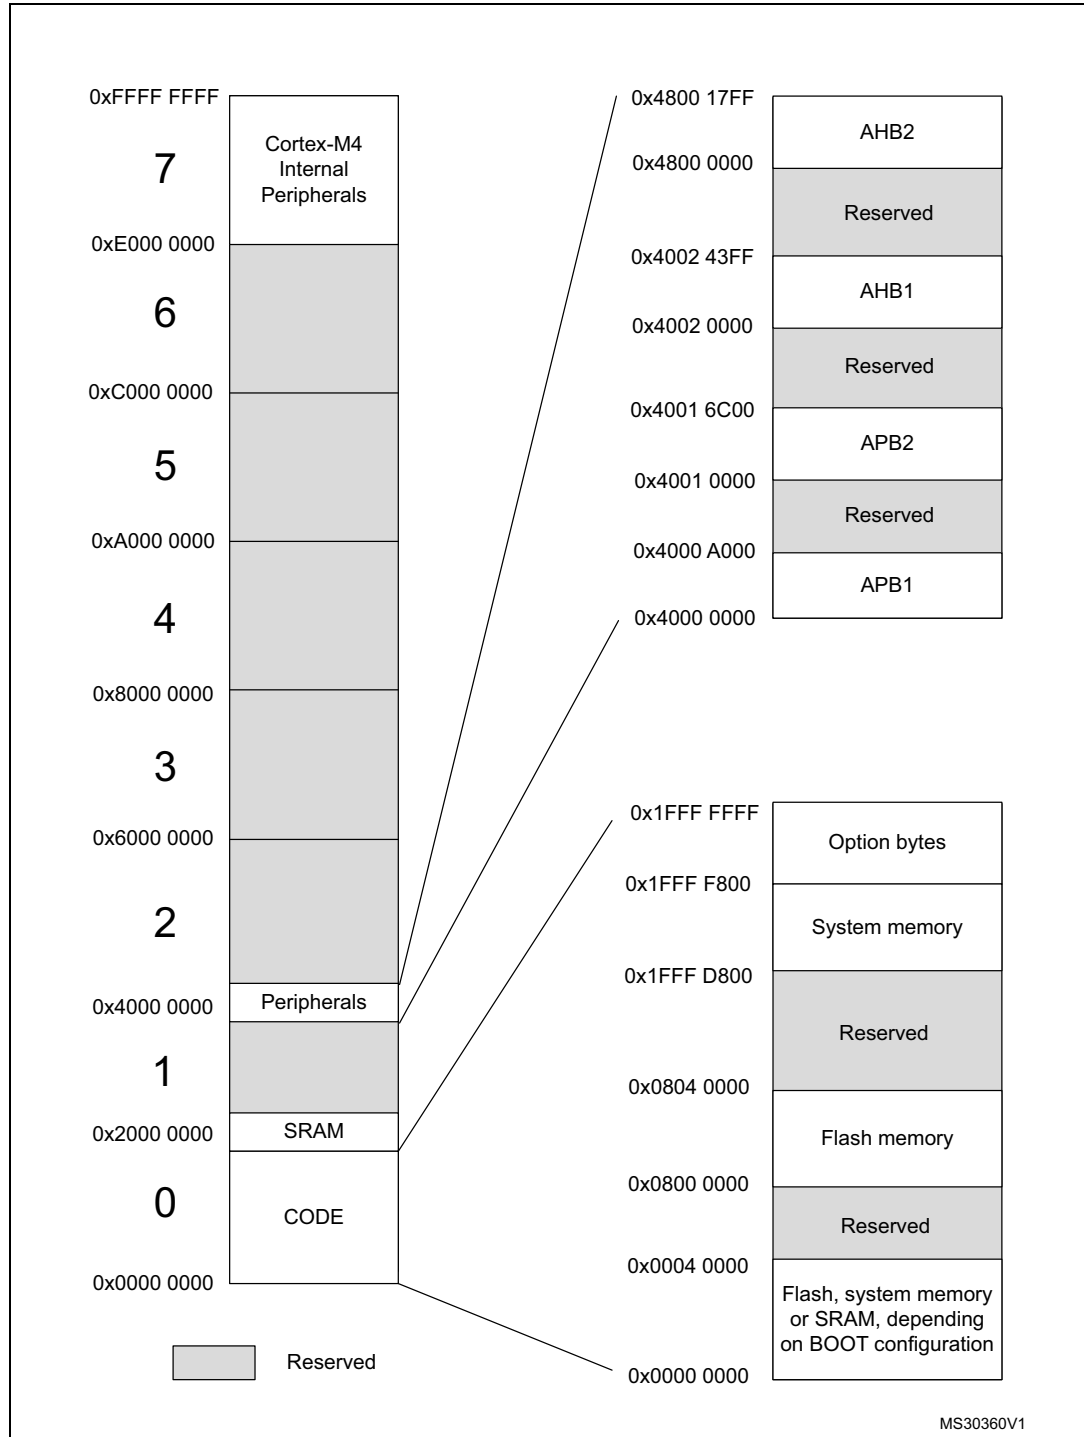 0xFFFF FFFF
7
Cortex-M4
Internal
Peripherals
0xE000 0000
6
0xC000 0000
5
0xA000 0000
4
0x8000 0000
3
0x6000 0000
2
0x4000 0000
Peripherals
1
0x2000 0000
SRAM
0
CODE
0x0000 0000
Reserved
0x4800 17FF
AHB2
0x4800 0000
Reserved
0x4002 43FF
AHB1
0x4002 0000
Reserved
0x4001 6C00
APB2
0x4001 0000
Reserved
0x4000 A000
APB1
0x4000 0000
0x1FFF FFFF
Option bytes
0x1FFF F800
System memory
0x1FFF D800
Reserved
0x0804 0000
Flash memory
0x0800 0000
Reserved
0x0004 0000
Flash, system memory
or SRAM, depending
on BOOT configuration
0x0000 0000
MS30360V1